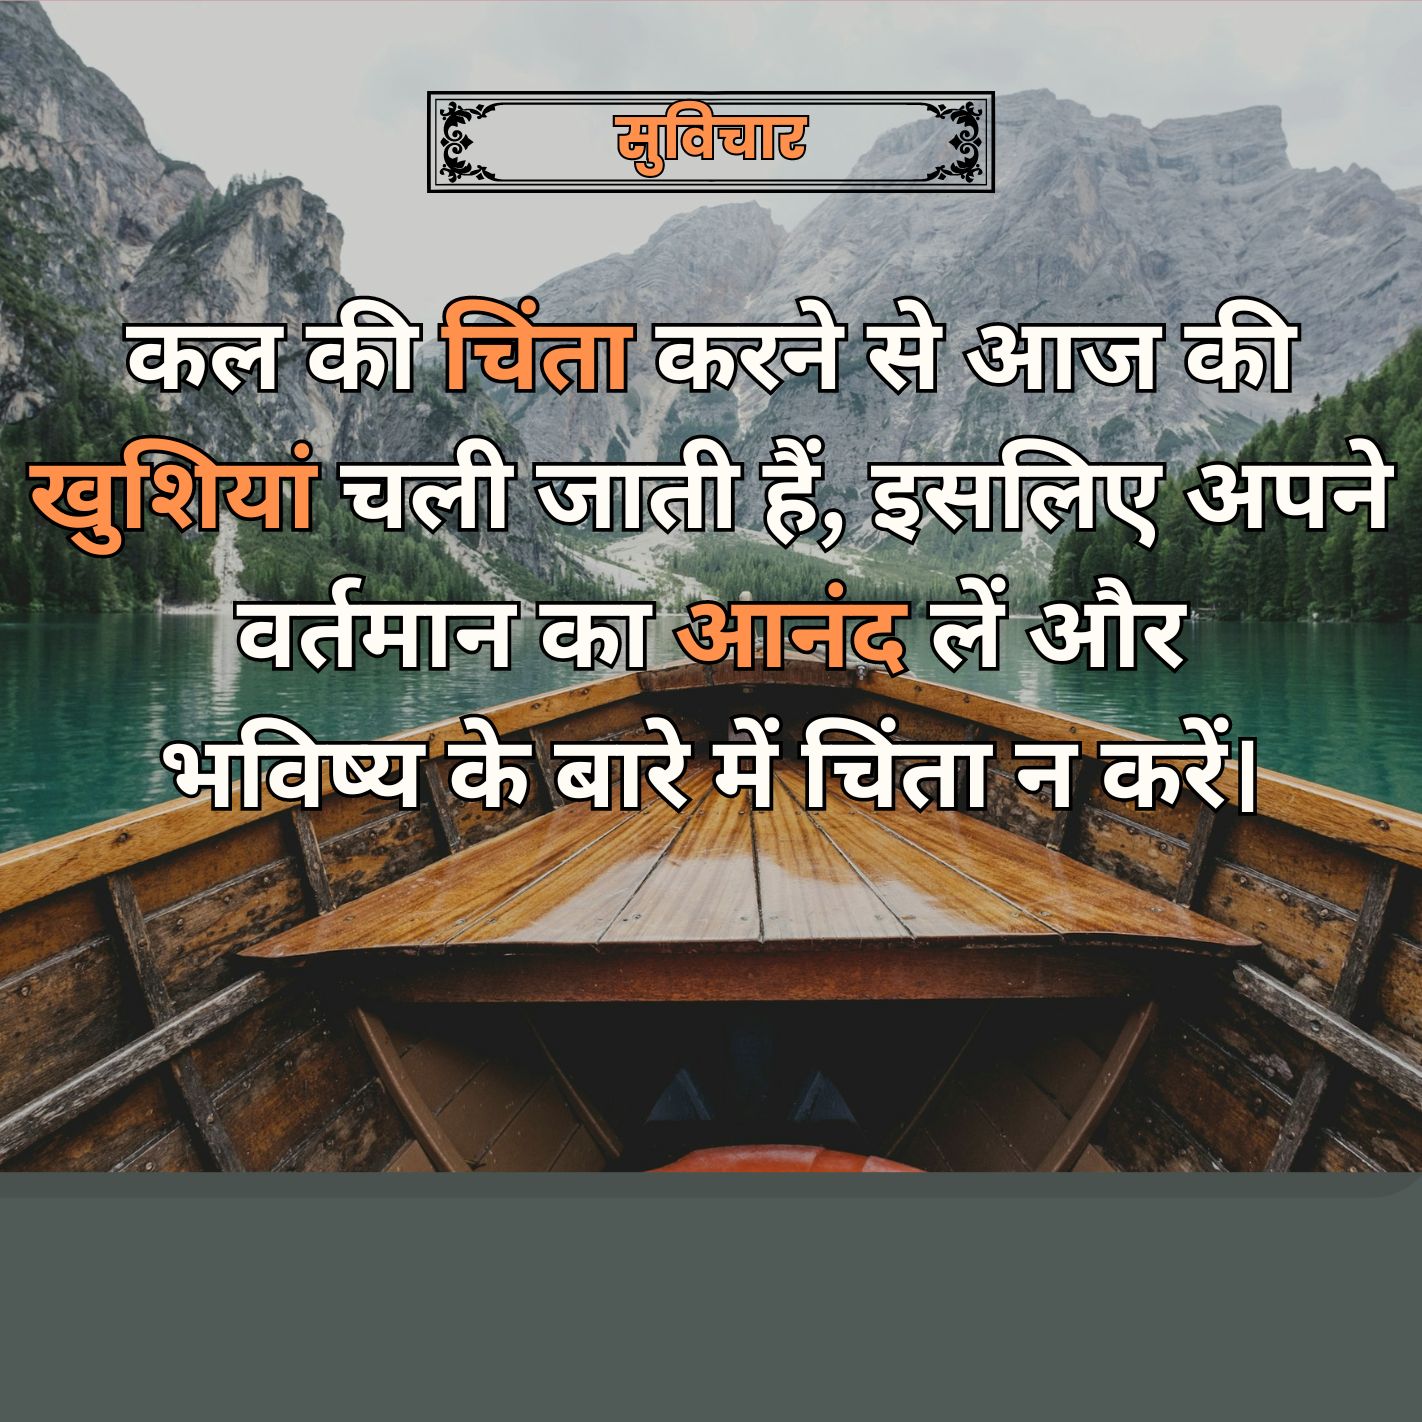 सुविचार
कल की चिंता करने से आज की
खुशियां चली जाती हैं, इसलिए अपने
वर्तमान का आनंद लें और
भविष्य के बारे में चिंता न करें।